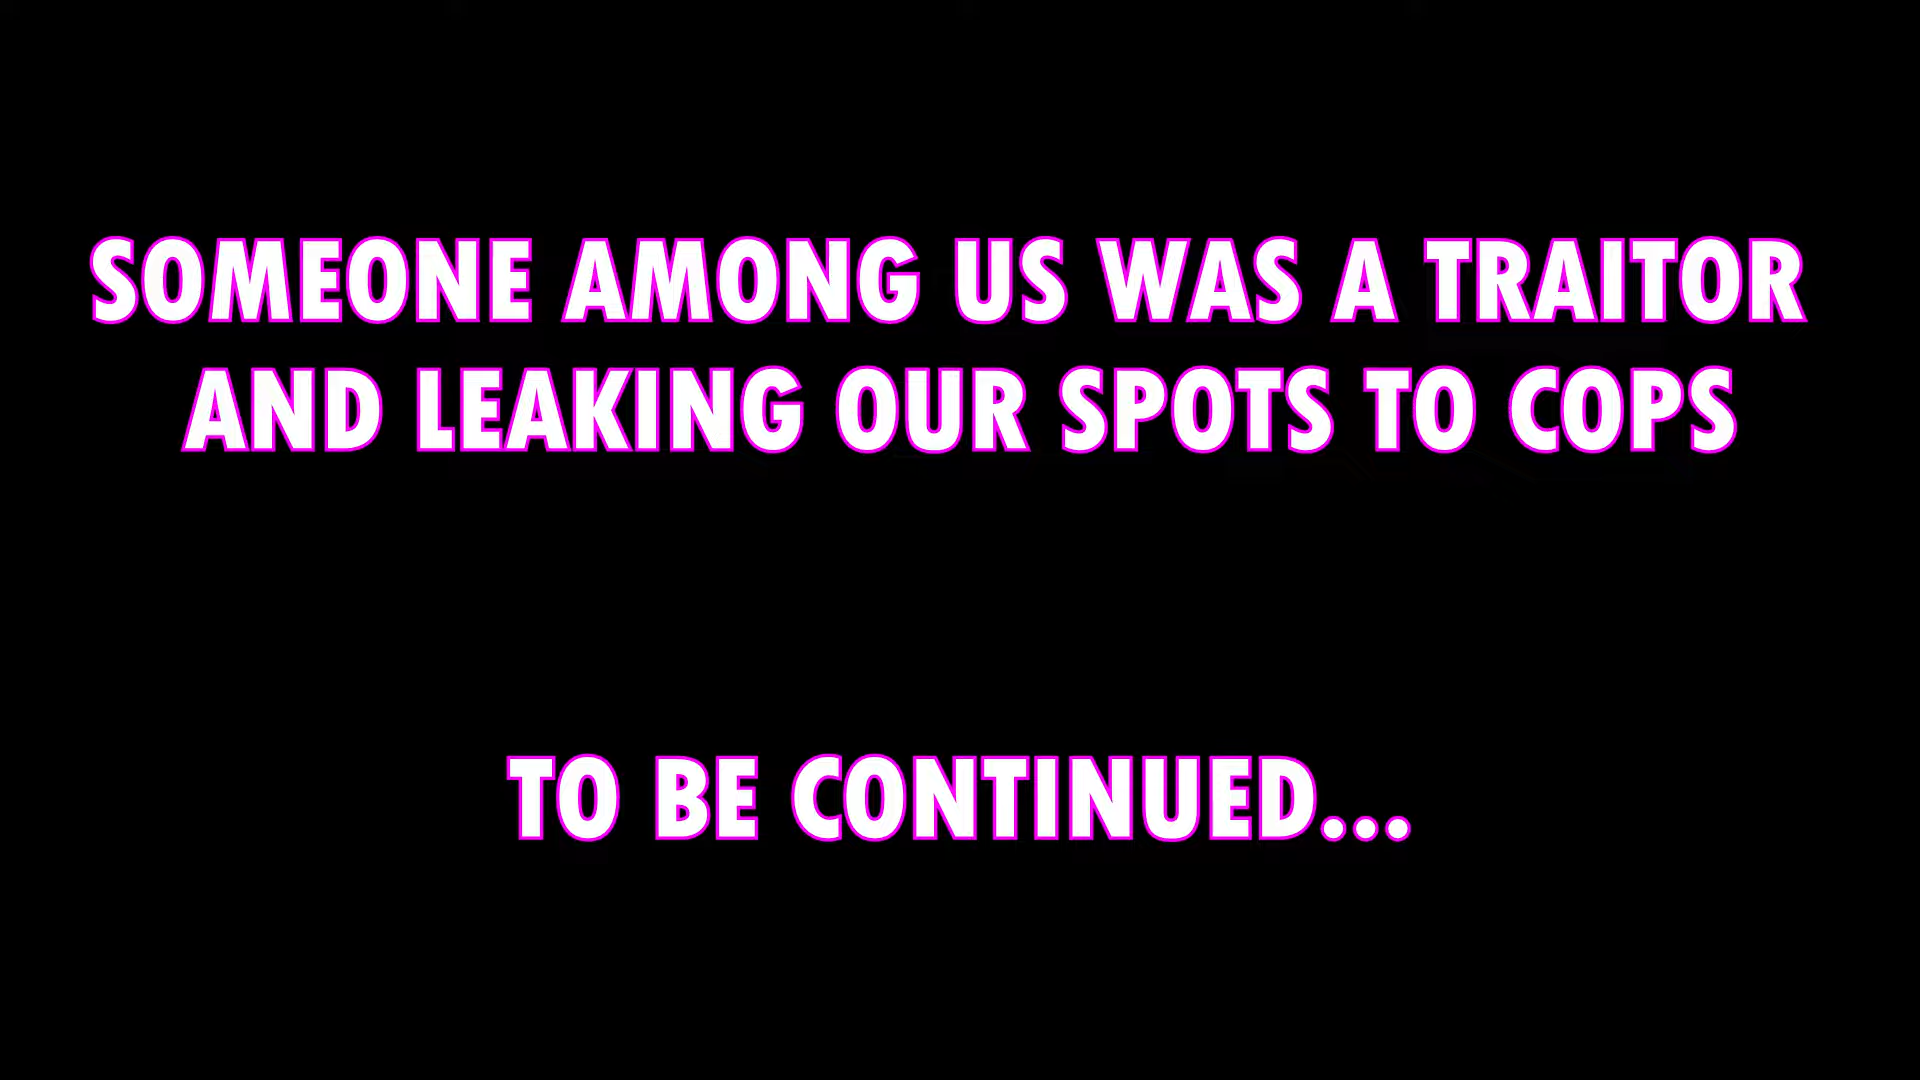 SOMEONE AMONG US WAS A TRAITOR
AND LEAKING OUR SPOTS TO COPS
TO BE CONTINUED...